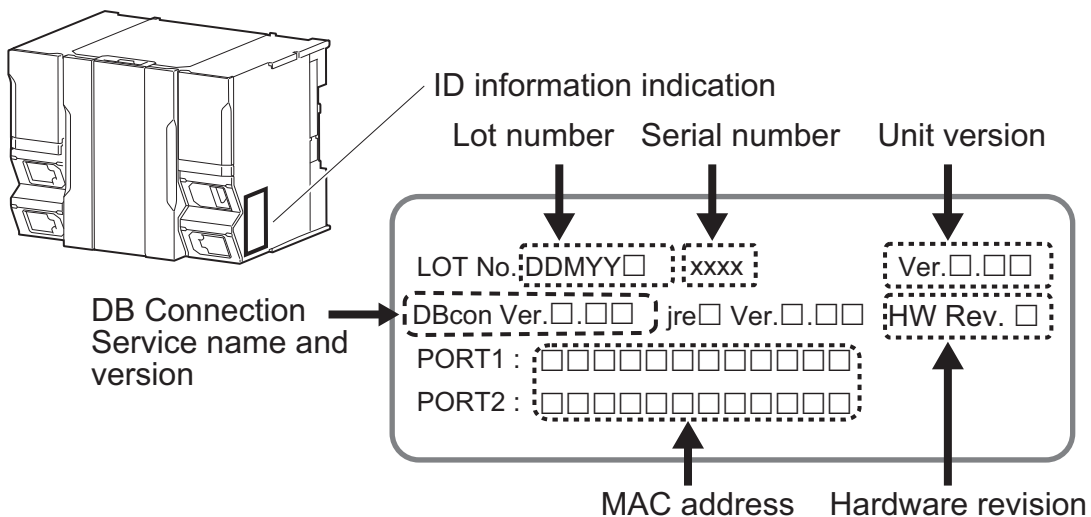 ID information indication
Lot number Serial number Unit version
LOT No. DDMYY□ xxxx Ver.□.□□
DB Connection
Service name and
version
DBcon Ver.□.□□ jre□ Ver.□.□□ HW Rev. □
PORT1 : □□□□□□□□□□□□
PORT2 : □□□□□□□□□□□□
MAC address Hardware revision